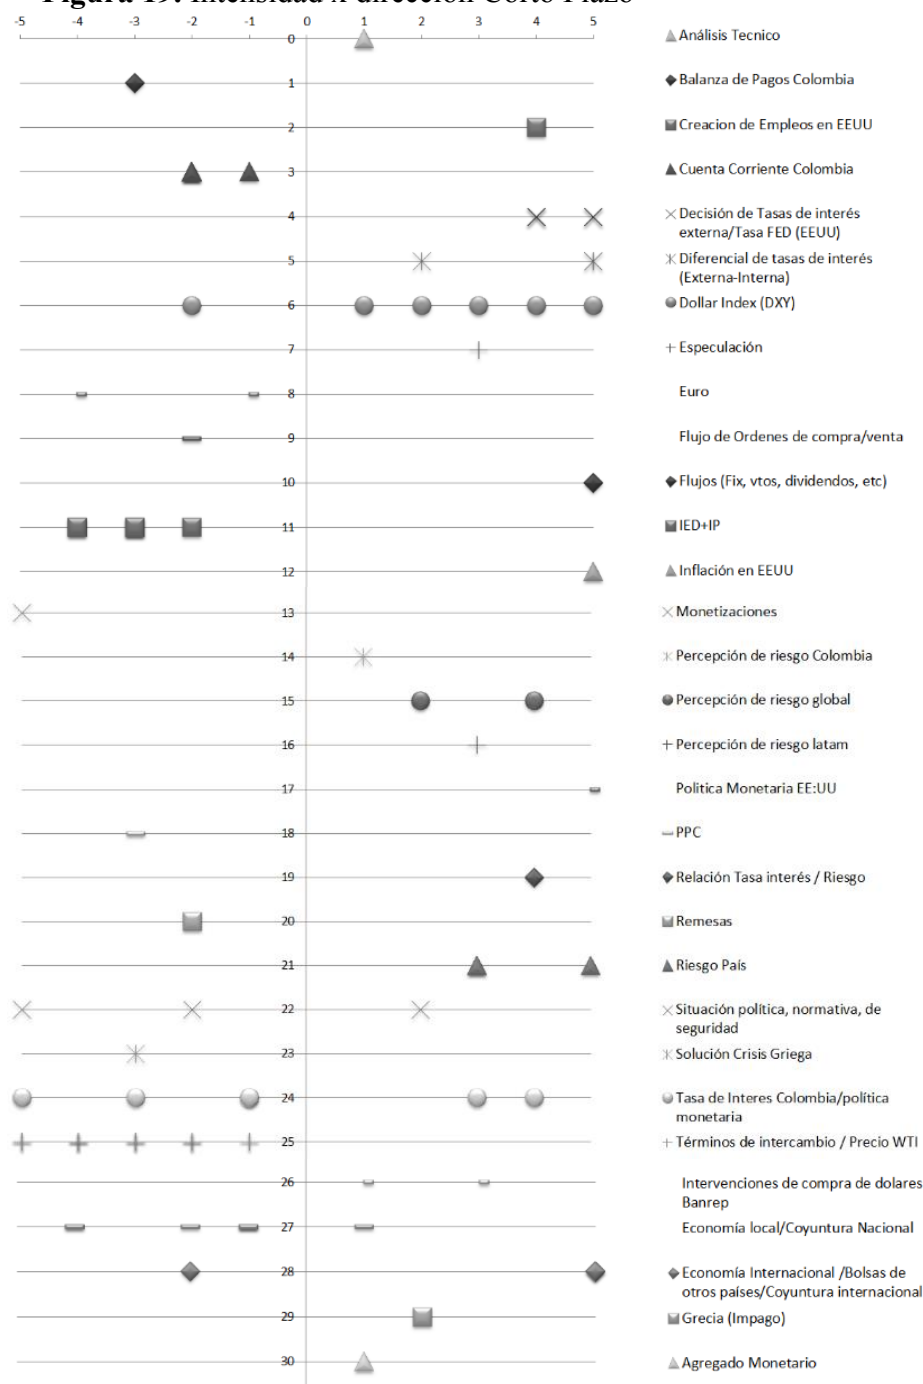 Figura 19. Intensidad x dirección Corto Plazo
-5 -4 -3 -2 -1 0 1 2 3 4 5
0 Análisis Tecnico
1 Balanza de Pagos Colombia
2 Creacion de Empleos en EEUU
3 Cuenta Corriente Colombia
4 Decisión de Tasas de interés
externa/Tasa FED (EEUU)
5 Diferencial de tasas de interés
(Externa-Interna)
6 Dollar Index (DXY)
7 Especulación
8 Euro
9 Flujo de Ordenes de compra/venta
10 Flujos (Fix, vtos, dividendos, etc)
11 IED+IP
12 Inflación en EEUU
13 Monetizaciones
14 Percepción de riesgo Colombia
15 Percepción de riesgo global
16 Percepción de riesgo latam
17 Politica Monetaria EE:UU
18 PPC
19 Relación Tasa interés / Riesgo
20 Remesas
21 Riesgo País
22 Situación política, normativa, de
seguridad
23 Solución Crisis Griega
24 Tasa de Interes Colombia/política
monetaria
25 Términos de intercambio / Precio WTI
26 Intervenciones de compra de dolares
Banrep
27 Economía local/Coyuntura Nacional
28 Economía Internacional /Bolsas de
otros países/Coyuntura internacional
29 Grecia (Impago)
30 Agregado Monetario